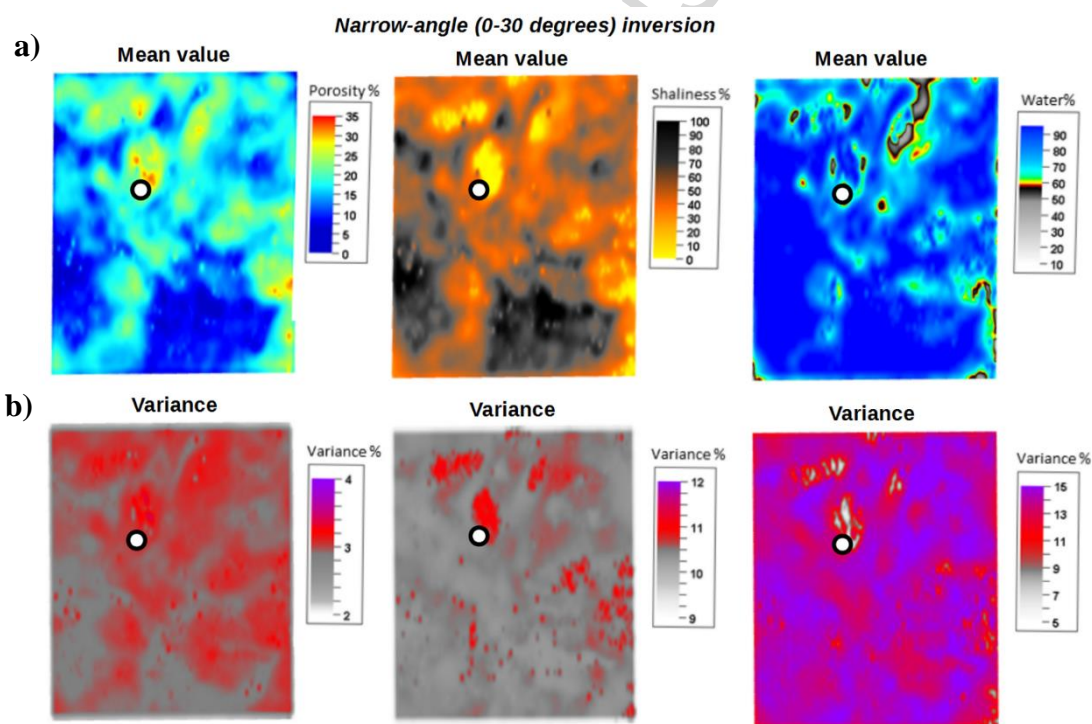 Narrow-angle (0-30 degrees) inversion
a)
Mean value
Mean value
Mean value
Porosity %
35
30
25
20
15
10
5
0
Shaliness %
100
90
80
70
60
50
40
30
20
10
0
Water%
90
80
70
60
50
40
30
20
10
b)
Variance
Variance
Variance
Variance %
4
3
2
Variance %
12
11
10
9
Variance %
15
13
11
9
7
5